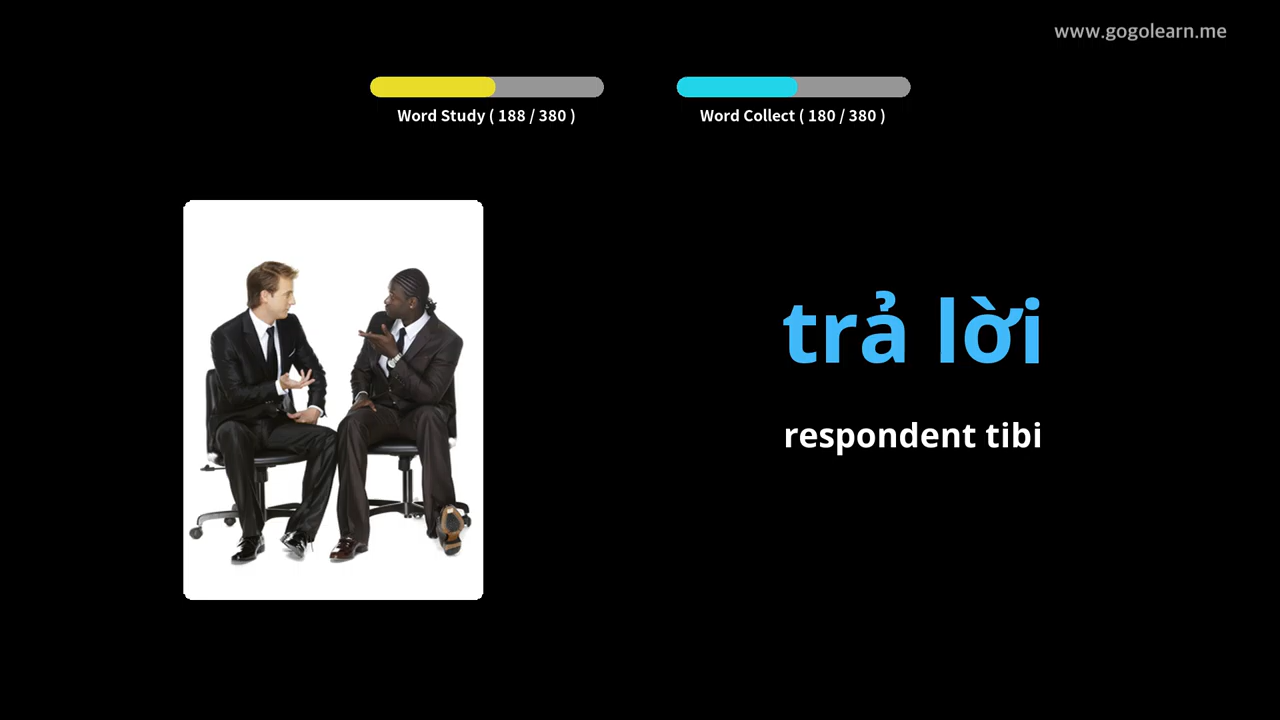 www.gogolearn.me
Word Study ( 188 / 380 )
Word Collect ( 180 / 380 )
trả lời
respondent tibi